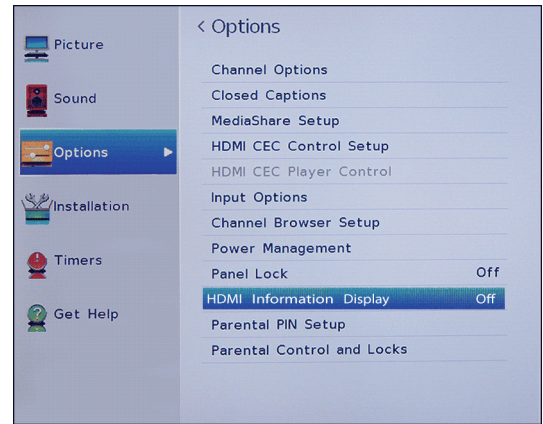 < Options
Picture
Sound
Options
Installation
Timers
Get Help
Channel Options
Closed Captions
MediaShare Setup
HDMI CEC Control Setup
HDMI CEC Player Control
Input Options
Channel Browser Setup
Power Management
Panel Lock Off
HDMI Information Display Off
Parental PIN Setup
Parental Control and Locks